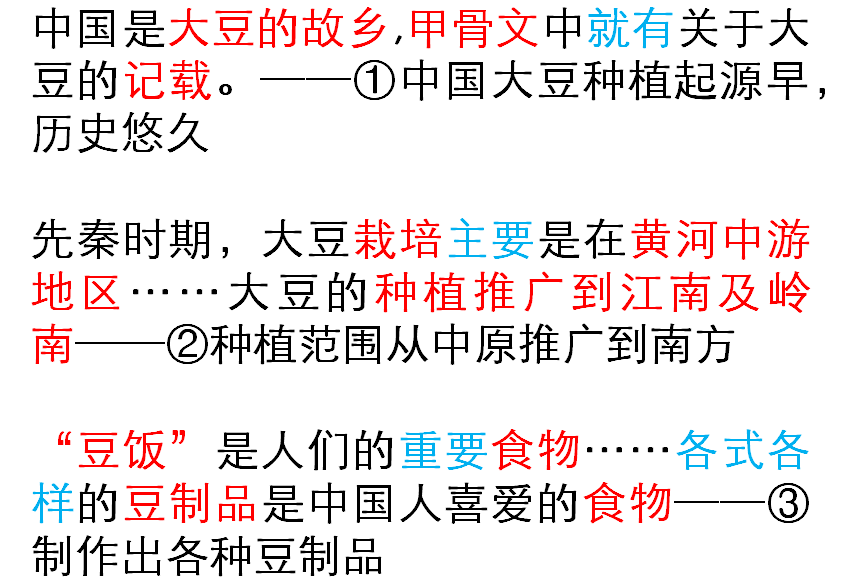 中国是大豆的故乡,甲骨文中就有关于大
豆的记载。——①中国大豆种植起源早，
历史悠久
先秦时期，大豆栽培主要是在黄河中游
地区……大豆的种植推广到江南及岭
南——②种植范围从中原推广到南方
“豆饭”是人们的重要食物……各式各
样的豆制品是中国人喜爱的食物——③
制作出各种豆制品